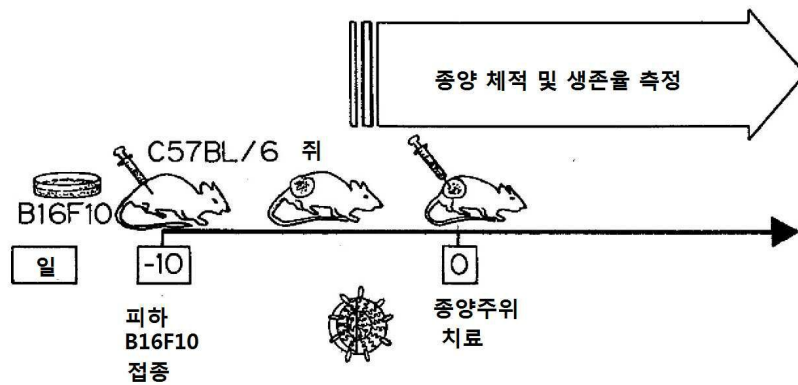 종양 체적 및 생존율 측정
C57BL/6 쥐
B16F10
일
-10
0
피하
B16F10
접종
종양주위
치료